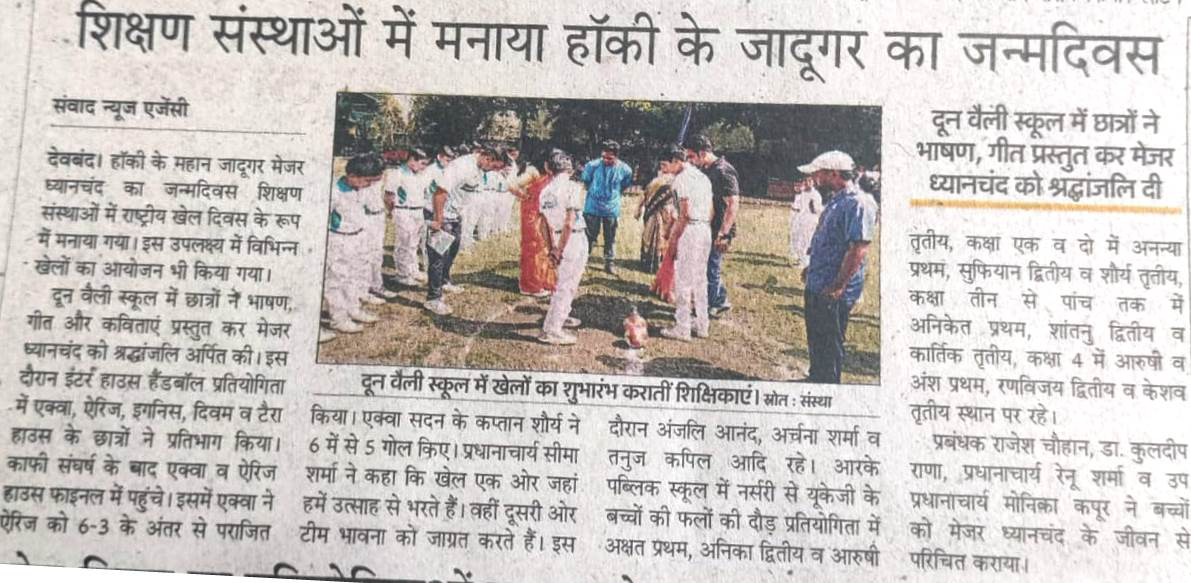 शिक्षण संस्थाओं में मनाया हॉकी के जादूगर का जन्मदिवस
संवाद न्यूज एजेंसी
देवबंद। हॉकी के महान जादूगर मेजर
ध्यानचंद का जन्मदिवस शिक्षण
संस्थाओं में राष्ट्रीय खेल दिवस के रूप
में मनाया गया। इस उपलक्ष्य में विभिन्न
खेलों का आयोजन भी किया गया।
दून वैली स्कूल में छात्रों ने भाषण,
गीत और कविताएं प्रस्तुत कर मेजर
ध्यानचंद को श्रद्धांजलि अर्पित की। इस
दौरान इंटर हाउस हैंडबॉल प्रतियोगिता
में एक्वा, ऐरिज, इगनिस, दिवम व टैरा
हाउस के छात्रों ने प्रतिभाग किया।
काफी संघर्ष के बाद एक्वा व ऐरिज
हाउस फाइनल में पहुंचे। इसमें एक्वा ने
ऐरिज को 6-3 के अंतर से पराजित
दून वैली स्कूल में खेलों का शुभारंभ करातीं शिक्षिकाएं। स्रोत : संस्था
किया। एक्वा सदन के कप्तान शौर्य ने
6 में से 5 गोल किए। प्रधानाचार्य सीमा
शर्मा ने कहा कि खेल एक ओर जहां
हमें उत्साह से भरते हैं। वहीं दूसरी ओर
टीम भावना को जाग्रत करते हैं। इस
दौरान अंजलि आनंद, अर्चना शर्मा व
तनुज कपिल आदि रहे। आरके
पब्लिक स्कूल में नर्सरी से यूकेजी के
बच्चों की फलों की दौड़ प्रतियोगिता में
अक्षत प्रथम, अनिका द्वितीय व आरुषी
दून वैली स्कूल में छात्रों ने
भाषण, गीत प्रस्तुत कर मेजर
ध्यानचंद को श्रद्धांजलि दी
तृतीय, कक्षा एक व दो में अनन्या
प्रथम, सुफियान द्वितीय व शौर्य तृतीय,
कक्षा तीन से पांच तक में
अनिकेत प्रथम, शांतनु द्वितीय व
कार्तिक तृतीय, कक्षा 4 में आरुषी व
अंश प्रथम, रणविजय द्वितीय व केशव
तृतीय स्थान पर रहे।
प्रबंधक राजेश चौहान, डा. कुलदीप
राणा, प्रधानाचार्य रेनू शर्मा व उप
प्रधानाचार्य मोनिका कपूर ने बच्चों
को मेजर ध्यानचंद के जीवन से
परिचित कराया।